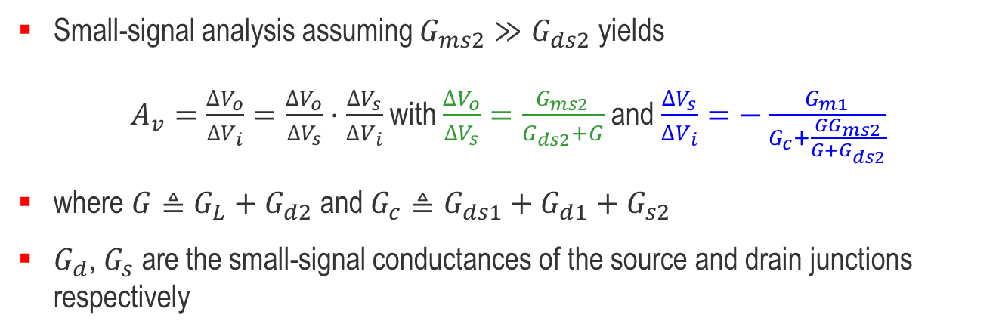 ▪ Small-signal analysis assuming $G_{ms2} \gg G_{ds2}$ yields
$A_v = \frac{\Delta V_o}{\Delta V_i} = \frac{\Delta V_o}{\Delta V_s} \cdot \frac{\Delta V_s}{\Delta V_i}$ with $\frac{\Delta V_o}{\Delta V_s} = \frac{G_{ms2}}{G_{ds2}+G}$ and $\frac{\Delta V_s}{\Delta V_i} = -\frac{G_{m1}}{G_c+\frac{GG_{ms2}}{G+G_{ds2}}}$
▪ where $G \triangleq G_L + G_{d2}$ and $G_c \triangleq G_{ds1} + G_{d1} + G_{s2}$
▪ $G_d$, $G_s$ are the small-signal conductances of the source and drain junctions
respectively